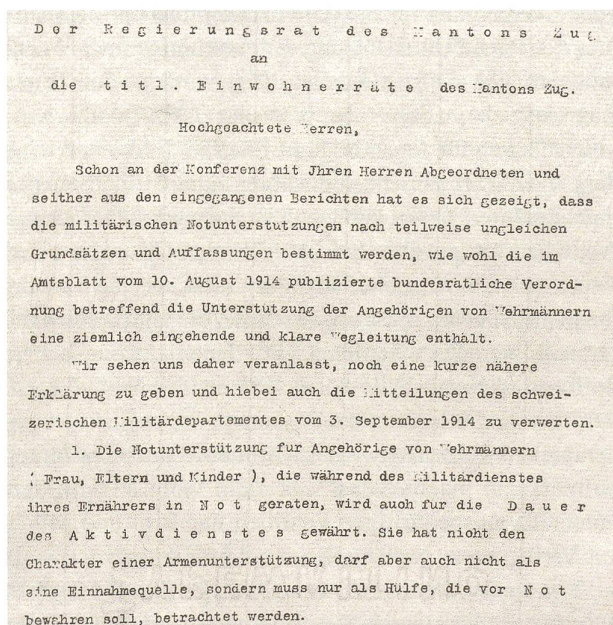 Der Regierungsrat des Kantons Zug
an
die titl. Einwohnerräte des Kantons Zug.
Hochgeachtete Herren,
Schon an der Konferenz mit Jhren Herren Abgeordneten und
seither aus den eingegangenen Berichten hat es sich gezeigt, dass
die militärischen Notunterstutzungen nach teilweise ungleichen
Grundsätzen und Auffassungen bestimmt werden, wie wohl die im
Amtsblatt vom 10. August 1914 publizierte bundesratliche Verord-
nung betreffend die Unterstutzung der Angehörigen von Wehrmännern
eine ziemlich eingehende und klare Wegleitung enthalt.
Wir sehen uns daher veranlasst, noch eine kurze nähere
Erklärung zu geben und hiebei auch die Mitteilungen des schwei-
zerischen Militärdepartementes vom 3. September 1914 zu verwerten.
1. Die Notunterstützung fur Angehörige von Wehrmannern
( Frau, Eltern und Kinder ), die während des Militardienstes
ihres Ernährers in Not geraten, wird auch fur die Dauer
des Aktivdienstes gewährt. Sie hat nicht den
Charakter einer Armenunterstützung, darf aber auch nicht als
eine Einnahmequelle, sondern muss nur als Hülfe, die vor Not
bewahren soll, betrachtet werden.